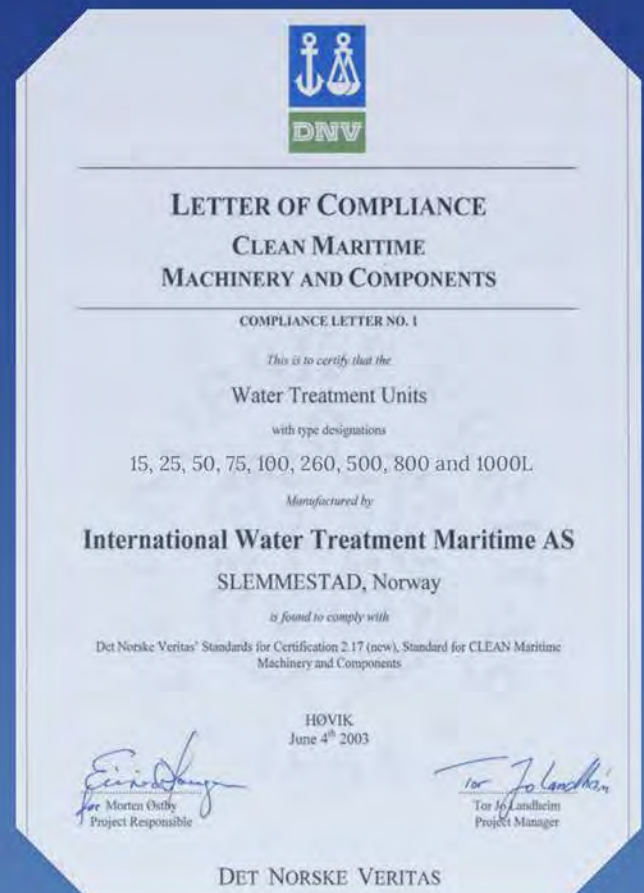 DNV
LETTER OF COMPLIANCE
CLEAN MARITIME
MACHINERY AND COMPONENTS
COMPLIANCE LETTER NO. 1
This is to certify that the
Water Treatment Units
with type designations
15, 25, 50, 75, 100, 260, 500, 800 and 1000L
Manufactured by
International Water Treatment Maritime AS
SLEMMESTAD, Norway
is found to comply with
Det Norske Veritas' Standards for Certification 2.17 (new), Standard for CLEAN Maritime
Machinery and Components
HØVIK
June 4th 2003
for Morten Østby
Project Responsible
Tor Jo Landheim
Tor Jo Landheim
Project Manager
DET NORSKE VERITAS